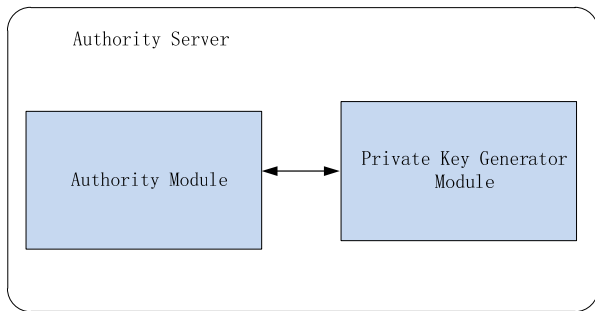 Authority Server
Authority Module
Private Key Generator
Module